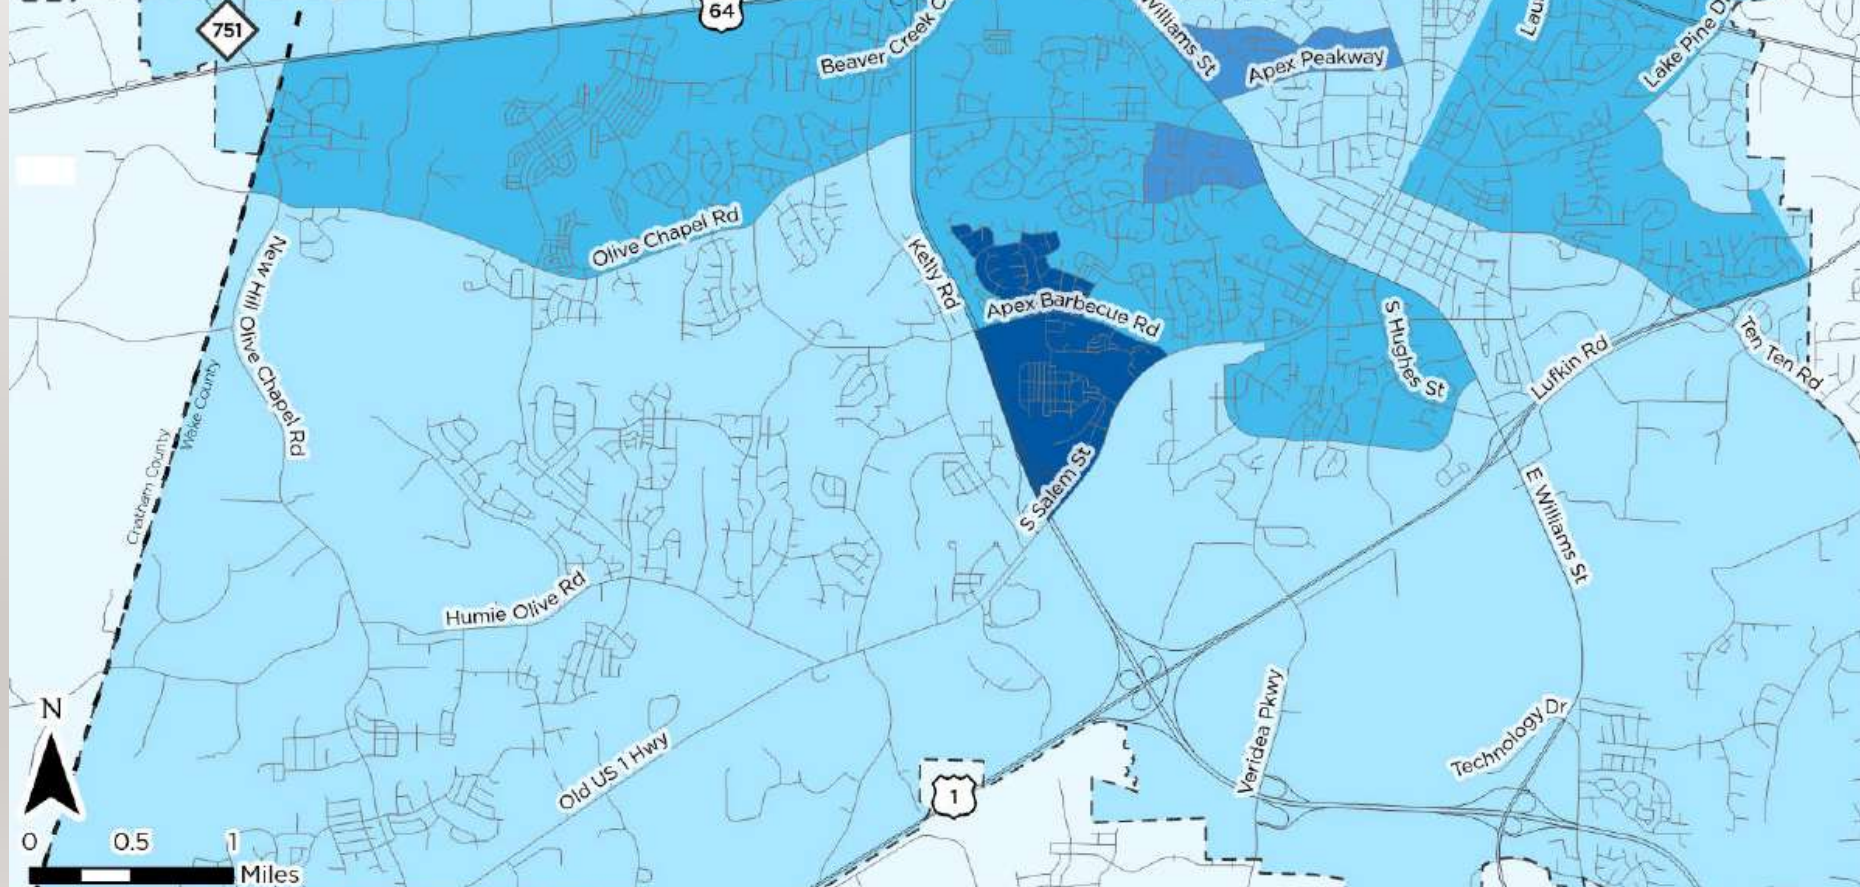 751
64
Beaver Creek C
Williams St
Apex Peakway
Lau
Lake Pine D
Olive Chapel Rd
New Hill Olive Chapel Rd
Kelly Rd
Apex Barbecue Rd
S Hughes St
Lufkin Rd
Ten Ten Rd
Chatham County
Wake County
S Salem St
E Williams St
Humie Olive Rd
Old US 1 Hwy
1
Veridea Pkwy
Technology Dr
N
0 0.5 1
Miles